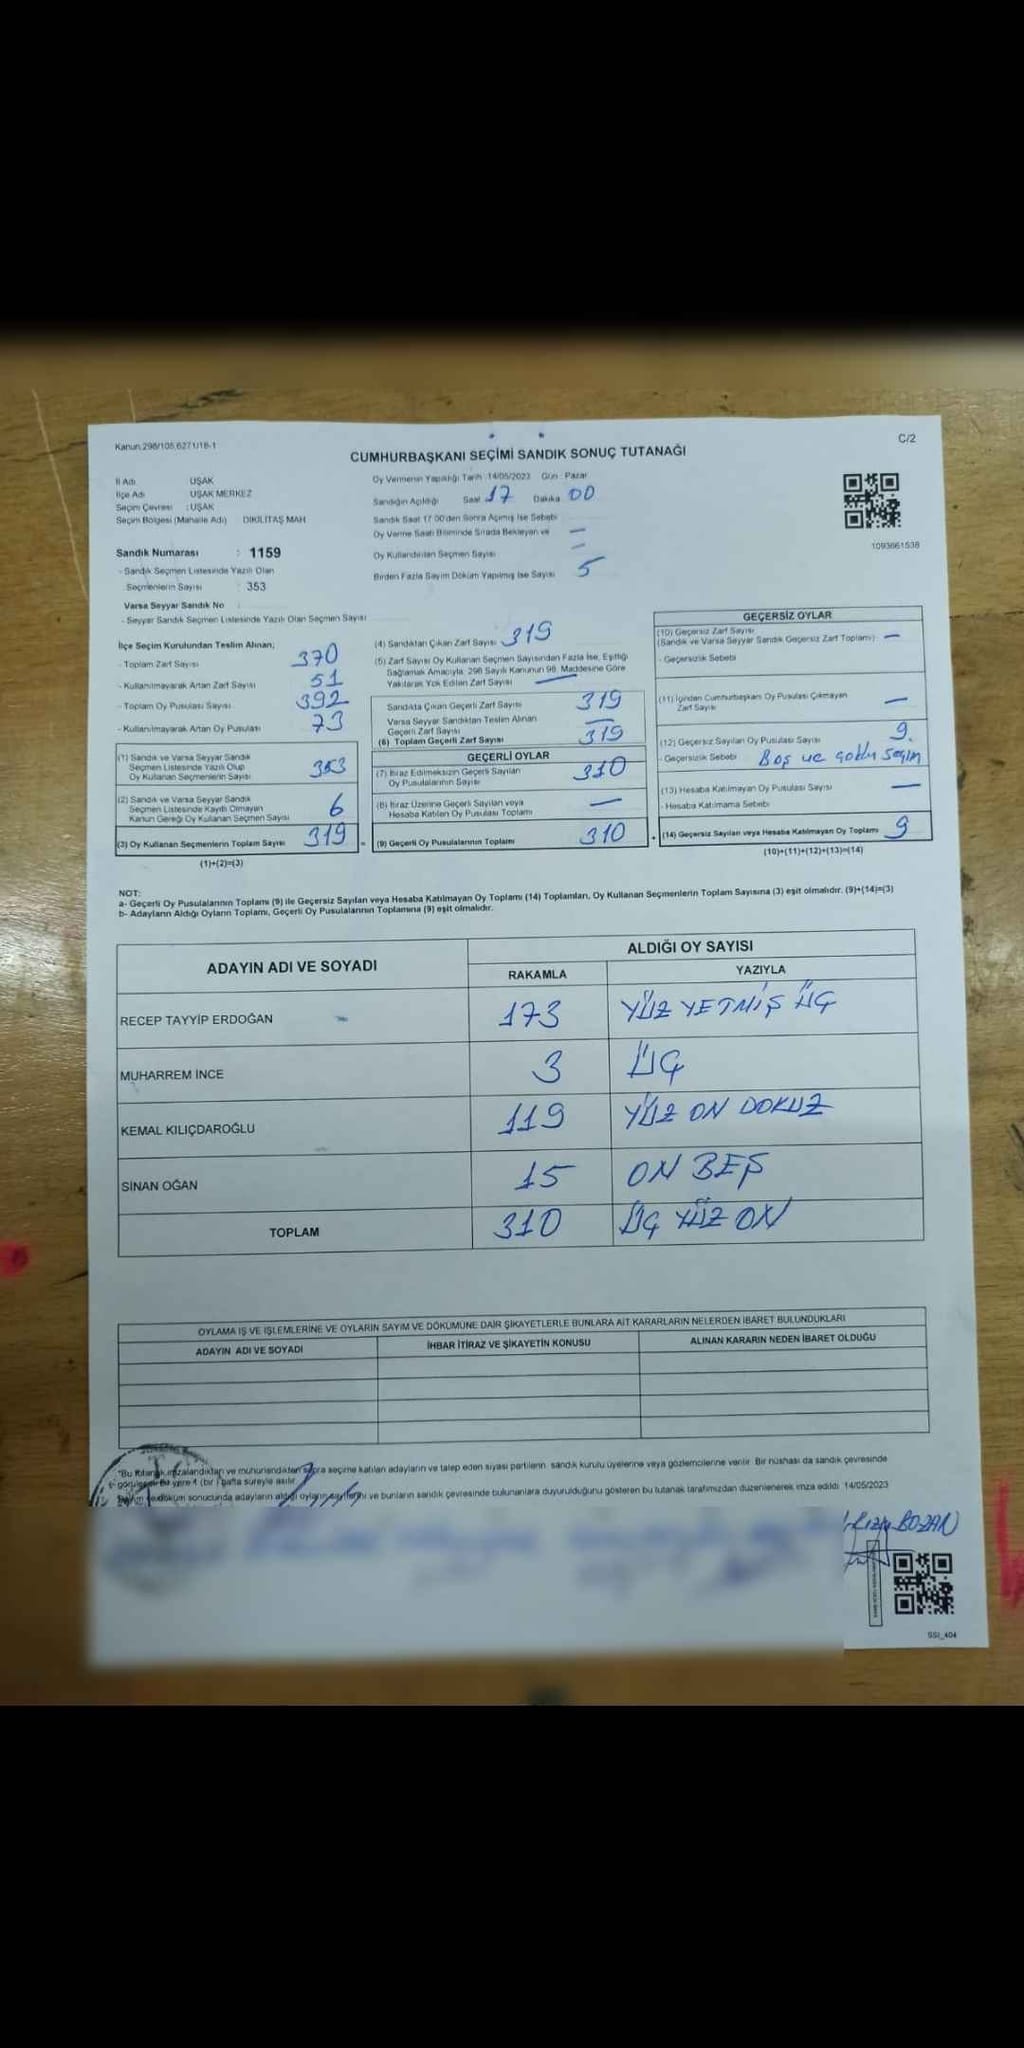 Kanun.298/105,6271/18-1
C/2
CUMHURBAŞKANI SEÇİMİ SANDIK SONUÇ TUTANAĞI
İl Adı : UŞAK
İlçe Adı : UŞAK MERKEZ
Seçim Çevresi : UŞAK
Seçim Bölgesi (Mahalle Adı) : DİKİLİTAŞ MAH
Sandık Numarası : 1159
- Sandık Seçmen Listesinde Yazılı Olan
Seçmenlerin Sayısı : 353
Varsa Seyyar Sandık No :
- Seyyar Sandık Seçmen Listesinde Yazılı Olan Seçmen Sayısı :
Oy Vermenin Yapıldığı Tarih : 14/05/2023 Gün : Pazar
Sandığın Açıldığı Saat 17 Dakika 00
Sandık Saat 17:00'den Sonra Açılmış İse Sebebi :
Oy Verme Saati Bitiminde Sırada Bekleyen ve —
Oy Kullandırılan Seçmen Sayısı —
Birden Fazla Sayım Döküm Yapılmış İse Sayısı 5
1093661538
İlçe Seçim Kurulundan Teslim Alınan;
- Toplam Zarf Sayısı 370
- Kullanılmayarak Artan Zarf Sayısı 51
- Toplam Oy Pusulası Sayısı 392
- Kullanılmayarak Artan Oy Pusulası 73
(1) Sandık ve Varsa Seyyar Sandık
Seçmen Listesinde Yazılı Olup
Oy Kullanan Seçmenlerin Sayısı
(2) Sandık ve Varsa Seyyar Sandık
Seçmen Listesinde Kayıtlı Olmayan
Kanun Gereği Oy Kullanan Seçmen Sayısı 6
(3) Oy Kullanan Seçmenlerin Toplam Sayısı 319
(1)+(2)=(3)
(4) Sandıktan Çıkan Zarf Sayısı 319
(5) Zarf Sayısı Oy Kullanan Seçmen Sayısından Fazla İse, Eşitliği
Sağlamak Amacıyla, 298 Sayılı Kanunun 98. Maddesine Göre
Yakılarak Yok Edilen Zarf Sayısı —
Sandıkta Çıkan Geçerli Zarf Sayısı 319
Varsa Seyyar Sandıktan Teslim Alınan
Geçerli Zarf Sayısı —
(6) Toplam Geçerli Zarf Sayısı 319
GEÇERLİ OYLAR
(7) İtiraz Edilmeksizin Geçerli Sayılan
Oy Pusulalarının Sayısı 310
(8) İtiraz Üzerine Geçerli Sayılan veya
Hesaba Katılan Oy Pusulası Toplamı —
(9) Geçerli Oy Pusulalarının Toplamı 310
GEÇERSİZ OYLAR
(10) Geçersiz Zarf Sayısı
(Sandık ve Varsa Seyyar Sandık Geçersiz Zarf Toplamı) : —
- Geçersizlik Sebebi
(11) İçinden Cumhurbaşkanı Oy Pusulası Çıkmayan
Zarf Sayısı —
(12) Geçersiz Sayılan Oy Pusulası Sayısı 9.
- Geçersizlik Sebebi Boş ve çoklu seçim
(13) Hesaba Katılmayan Oy Pusulası Sayısı —
- Hesaba Katılmama Sebebi
(14) Geçersiz Sayılan veya Hesaba Katılmayan Oy Toplamı 9
(10)+(11)+(12)+(13)=(14)
NOT:
a- Geçerli Oy Pusulalarının Toplamı (9) ile Geçersiz Sayılan veya Hesaba Katılmayan Oy Toplamı (14) Toplamları, Oy Kullanan Seçmenlerin Toplam Sayısına (3) eşit olmalıdır. (9)+(14)=(3)
b- Adayların Aldığı Oyların Toplamı, Geçerli Oy Pusulalarının Toplamına (9) eşit olmalıdır.
ADAYIN ADI VE SOYADI
ALDIĞI OY SAYISI
RAKAMLA YAZIYLA
RECEP TAYYİP ERDOĞAN 173 YÜZ YETMİŞ ÜÇ
MUHARREM İNCE 3 ÜÇ
KEMAL KILIÇDAROĞLU 119 YÜZ ON DOKUZ
SİNAN OĞAN 15 ON BEŞ
TOPLAM 310 ÜÇ YÜZ ON
OYLAMA İŞ VE İŞLEMLERİNE VE OYLARIN SAYIM VE DÖKÜMÜNE DAİR ŞİKAYETLERLE BUNLARA AİT KARARLARIN NELERDEN İBARET BULUNDUKLARI
ADAYIN ADI VE SOYADI İHBAR İTİRAZ VE ŞİKAYETİN KONUSU ALINAN KARARIN NEDEN İBARET OLDUĞU
*Bu tutanak imzalandıktan ve mühürlendikten sonra seçime katılan adayların ve talep eden siyasi partilerin sandık kurulu üyelerine veya gözlemcilerine verilir. Bir nüshası da sandık çevresinde
görülecek bir yere 1 (bir) hafta süreyle asılır.
Sayım ve döküm sonucunda adayların aldığı oyların sayılarını ve bunların sandık çevresinde bulunanlara duyurulduğunu gösteren bu tutanak tarafımızdan düzenlenerek imza edildi. 14/05/2023
BOZAN
SSI_404